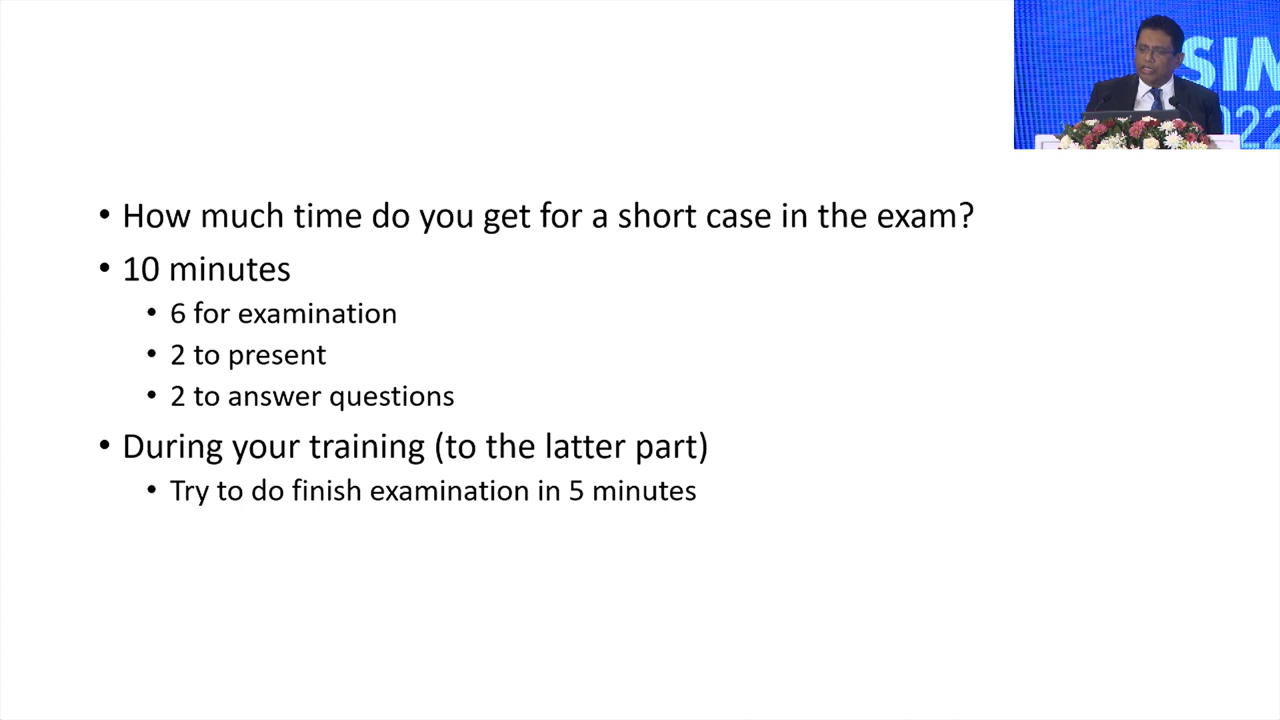 SIM
022
• How much time do you get for a short case in the exam?
• 10 minutes
• 6 for examination
• 2 to present
• 2 to answer questions
• During your training (to the latter part)
• Try to do finish examination in 5 minutes